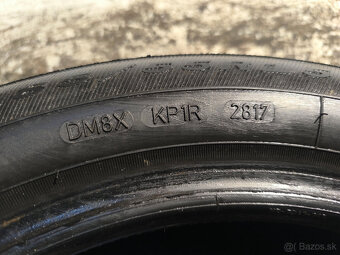 DM8X KP1R 2817
© Bazos.sk